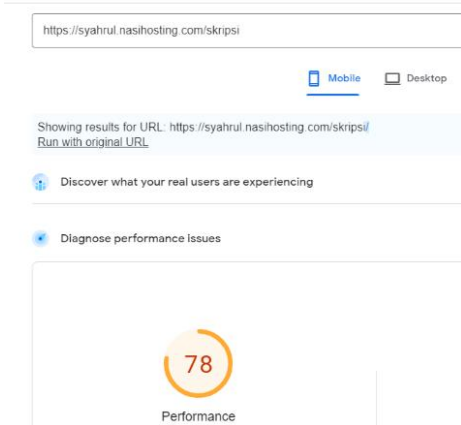 https://syahrul.nasihosting.com/skripsi
Mobile
Desktop
Showing results for URL: https://syahrul.nasihosting.com/skripsi/
Run with original URL
Discover what your real users are experiencing
Diagnose performance issues
78
Performance